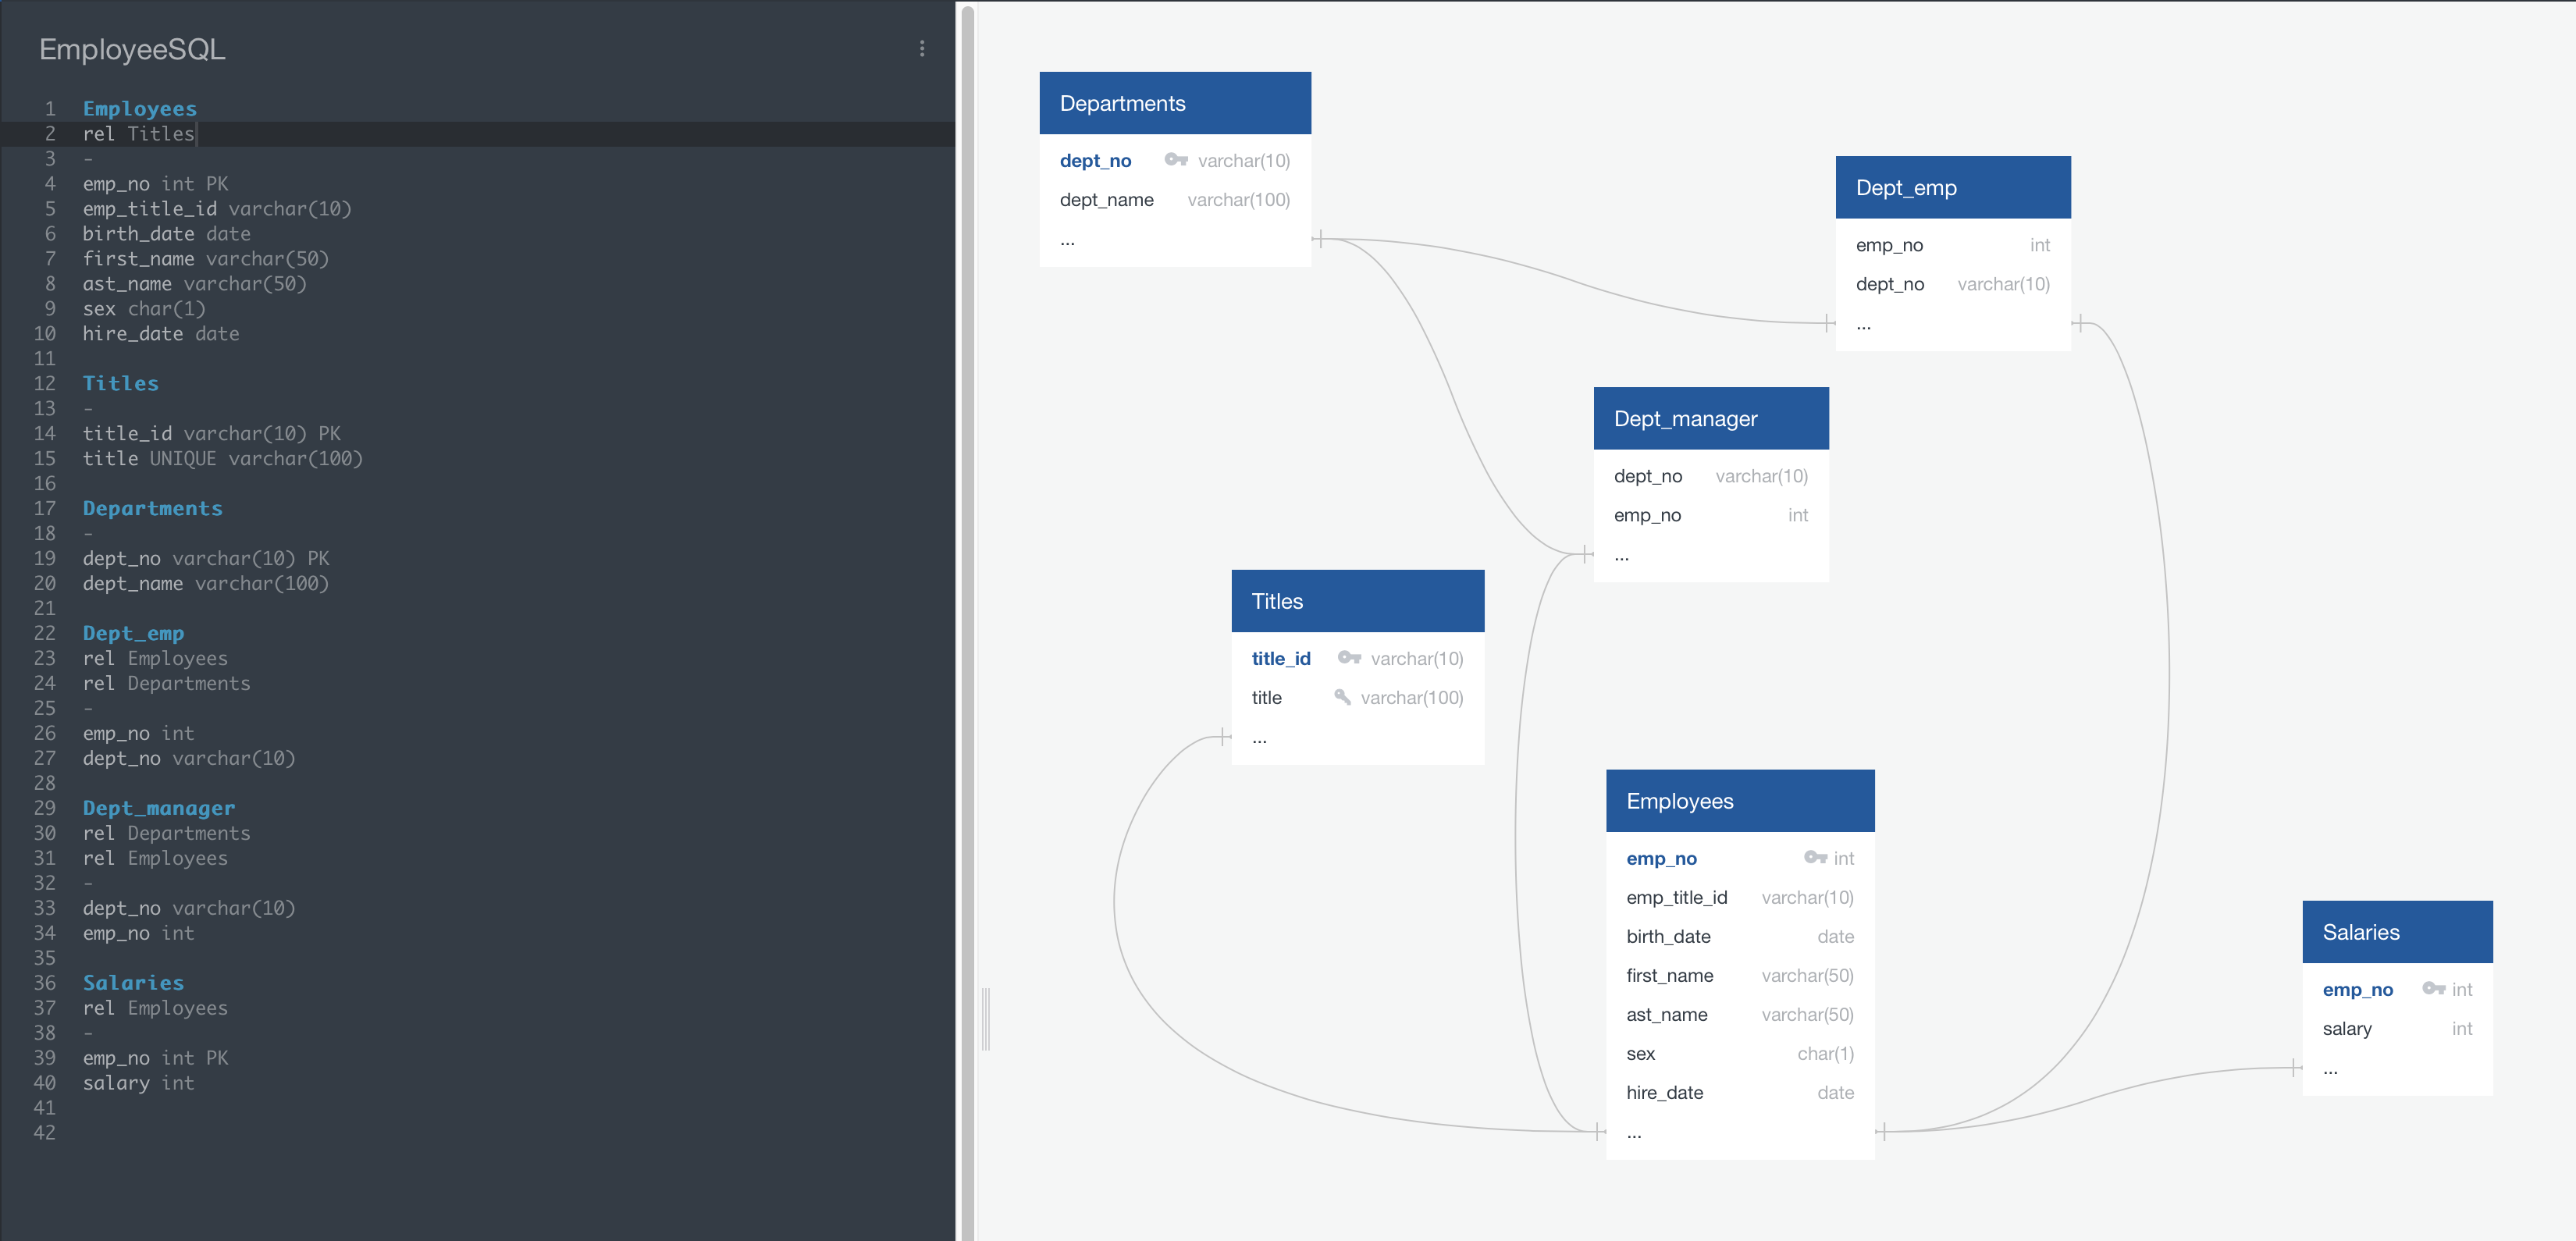 EmployeeSQL
1 Employees
2 rel Titles
3 -
4 emp_no int PK
5 emp_title_id varchar(10)
6 birth_date date
7 first_name varchar(50)
8 ast_name varchar(50)
9 sex char(1)
10 hire_date date
11
12 Titles
13 -
14 title_id varchar(10) PK
15 title UNIQUE varchar(100)
16
17 Departments
18 -
19 dept_no varchar(10) PK
20 dept_name varchar(100)
21
22 Dept_emp
23 rel Employees
24 rel Departments
25 -
26 emp_no int
27 dept_no varchar(10)
28
29 Dept_manager
30 rel Departments
31 rel Employees
32 -
33 dept_no varchar(10)
34 emp_no int
35
36 Salaries
37 rel Employees
38 -
39 emp_no int PK
40 salary int
41
42
Departments
dept_no varchar(10)
dept_name varchar(100)
...
Dept_emp
emp_no int
dept_no varchar(10)
...
Dept_manager
dept_no varchar(10)
emp_no int
...
Titles
title_id varchar(10)
title varchar(100)
...
Employees
emp_no int
emp_title_id varchar(10)
birth_date date
first_name varchar(50)
ast_name varchar(50)
sex char(1)
hire_date date
...
Salaries
emp_no int
salary int
...